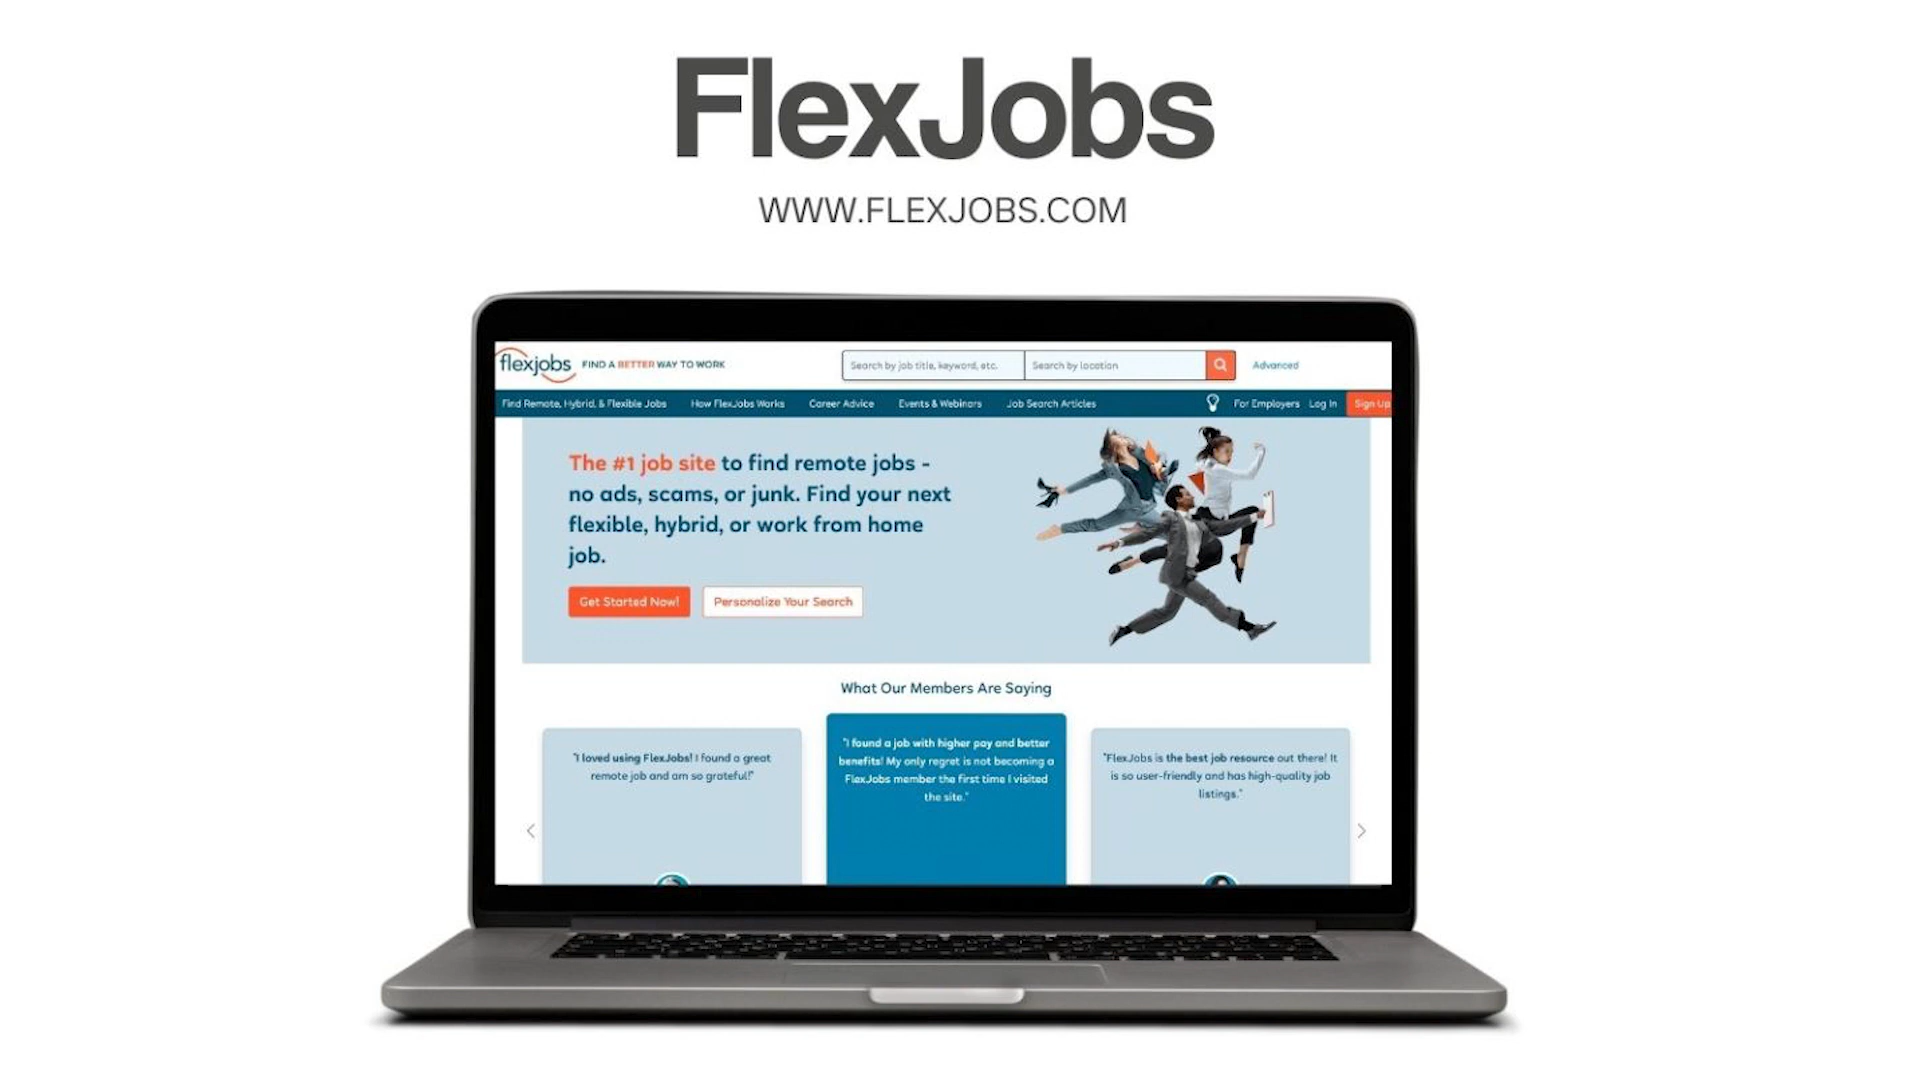 FlexJobs
WWW.FLEXJOBS.COM
flexjobs FIND A BETTER WAY TO WORK
Search by job title, keyword, etc. Search by location Advanced
Find Remote, Hybrid, & Flexible Jobs How FlexJobs Works Career Advice Events & Webinars Job Search Articles For Employers Log In Sign Up
The #1 job site to find remote jobs -
no ads, scams, or junk. Find your next
flexible, hybrid, or work from home
job.
Get Started Now! Personalize Your Search
What Our Members Are Saying
"I loved using FlexJobs! I found a great
remote job and am so grateful!"
"I found a job with higher pay and better
benefits! My only regret is not becoming a
FlexJobs member the first time I visited
the site."
"FlexJobs is the best job resource out there! It
is so user-friendly and has high-quality job
listings."